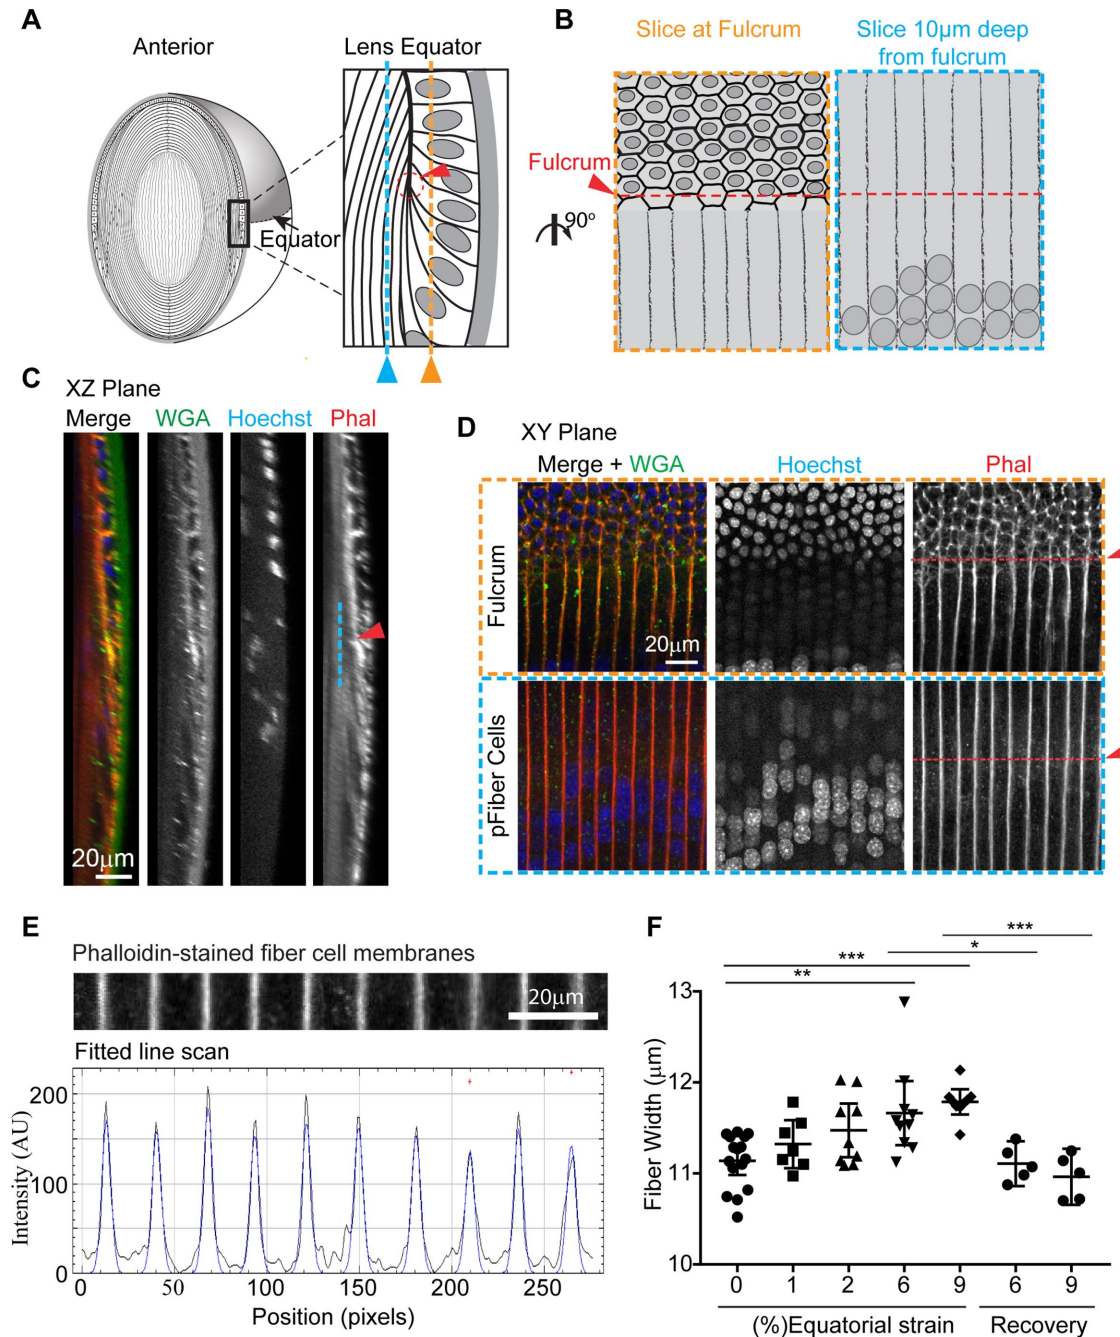 A
Anterior
Lens Equator
Equator
B
Slice at Fulcrum
Slice 10μm deep
from fulcrum
Fulcrum
90°
C
XZ Plane
Merge WGA Hoechst Phal
20μm
D
XY Plane
Merge + WGA Hoechst Phal
Fulcrum
20μm
pFiber Cells
E
Phalloidin-stained fiber cell membranes
20μm
Fitted line scan
Intensity (AU)
200
100
0
0 50 100 150 200 250
Position (pixels)
F
***
*
***
**
Fiber Width (μm)
13
12
11
10
0 1 2 6 9 6 9
(%)Equatorial strain Recovery